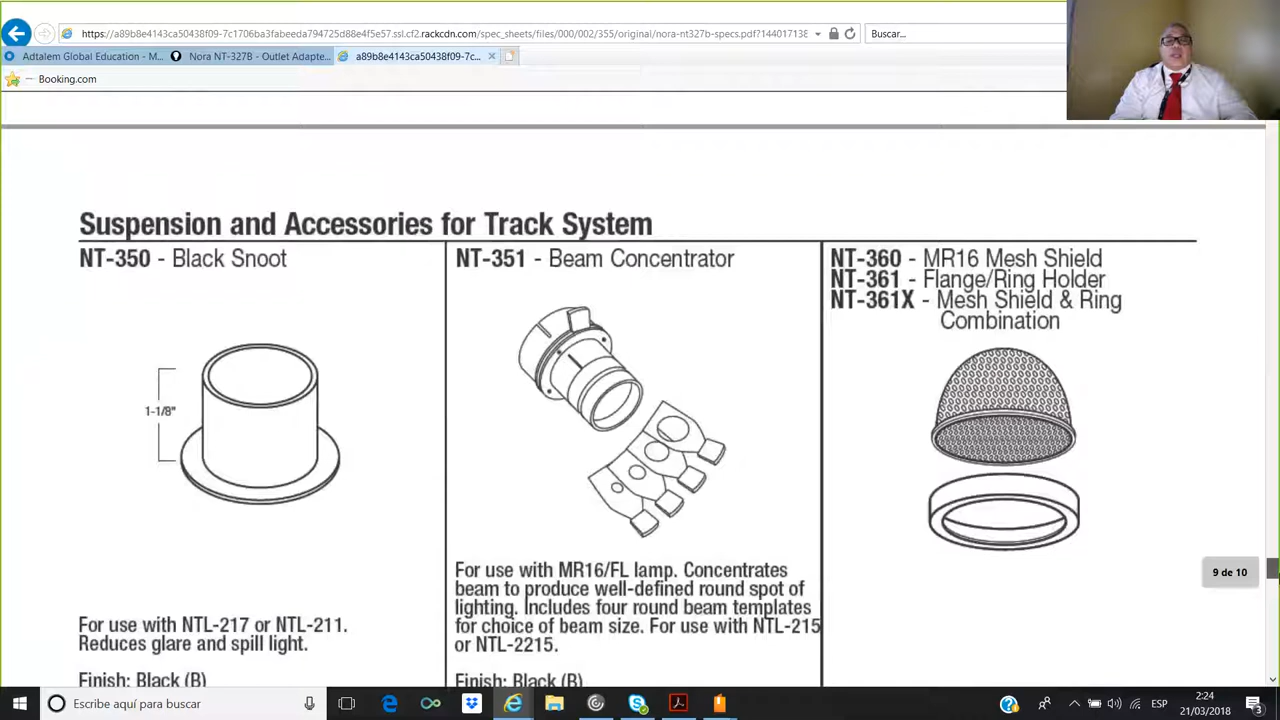 https://a89b8e4143ca50438f09-7c1706ba3fabeeda794725d88e4f5e57.ssl.cf2.rackcdn.com/spec_sheets/files/000/002/355/original/nora-nt327b-specs.pdf?144017138
Buscar...
Adtalem Global Education - M...
Nora NT-327B - Outlet Adapte...
a89b8e4143ca50438f09-7c...
Booking.com
Suspension and Accessories for Track System
NT-350 - Black Snoot
1-1/8"
For use with NTL-217 or NTL-211.
Reduces glare and spill light.
Finish: Black (B)
NT-351 - Beam Concentrator
For use with MR16/FL lamp. Concentrates
beam to produce well-defined round spot of
lighting. Includes four round beam templates
for choice of beam size. For use with NTL-215
or NTL-2215.
Finish: Black (B)
NT-360 - MR16 Mesh Shield
NT-361 - Flange/Ring Holder
NT-361X - Mesh Shield & Ring
Combination
9 de 10
Escribe aquí para buscar
ESP
2:24
21/03/2018
3